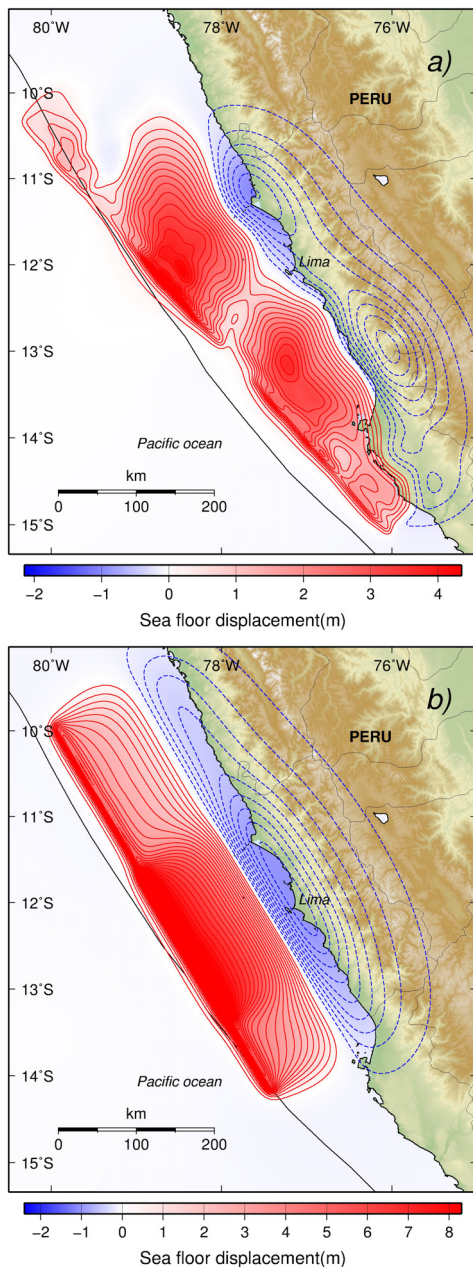 80°W 78°W 76°W
a)
10°S
PERU
11°S
12°S
Lima
13°S
14°S
Pacific ocean
km
15°S
0 100 200
−2 −1 0 1 2 3 4
Sea floor displacement(m)
80°W 78°W 76°W
b)
10°S
PERU
11°S
12°S
Lima
13°S
14°S
Pacific ocean
km
0 100 200
15°S
−2 −1 0 1 2 3 4 5 6 7 8
Sea floor displacement(m)